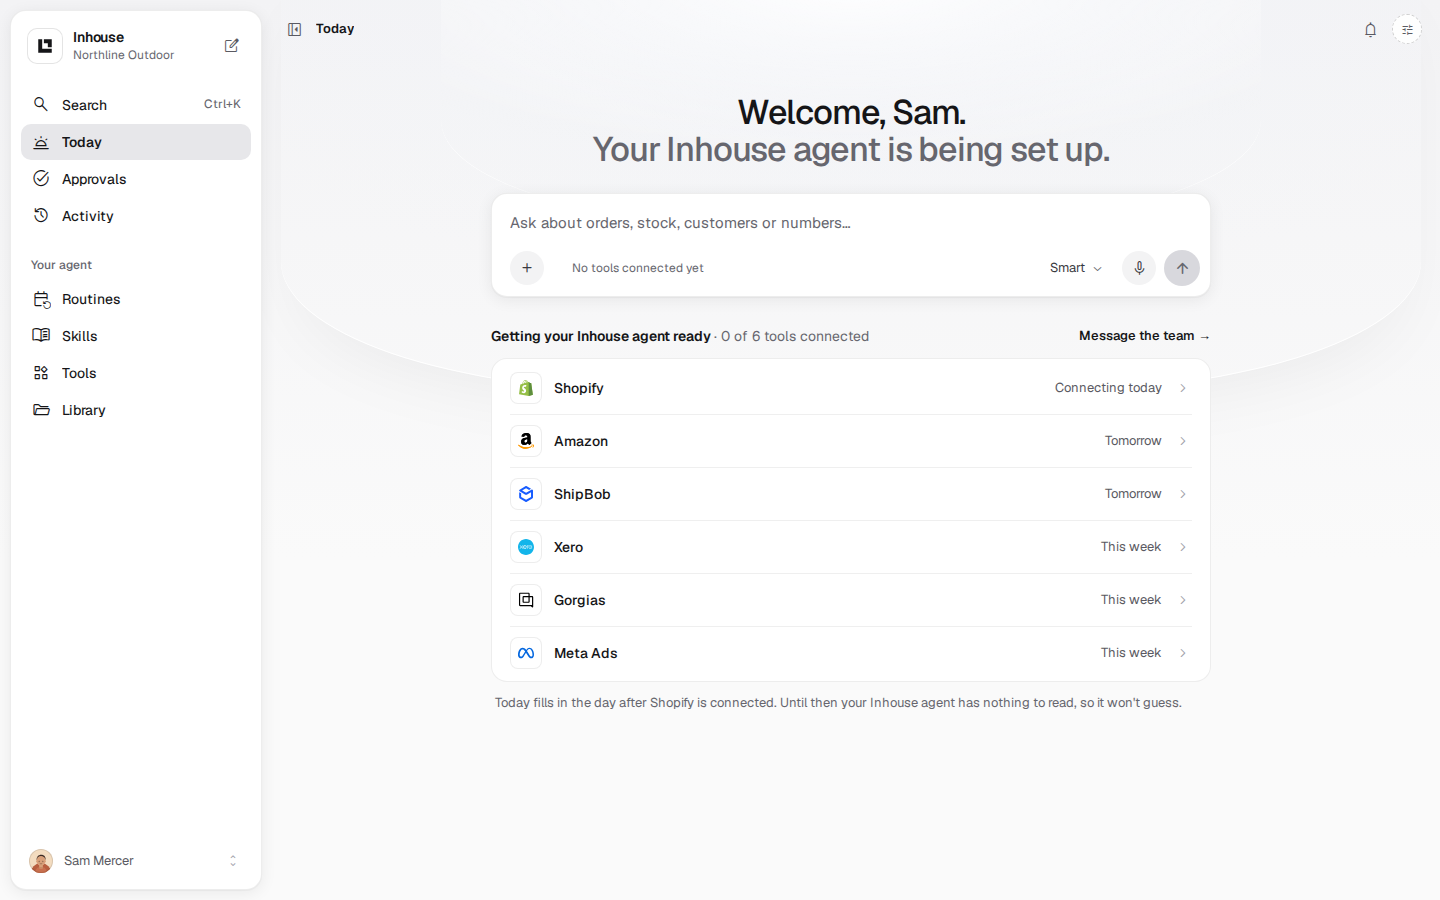 Inhouse
Northline Outdoor
Search Ctrl+K
Today
Approvals
Activity
Your agent
Routines
Skills
Tools
Library
Sam Mercer
Today
Welcome, Sam.
Your Inhouse agent is being set up.
Ask about orders, stock, customers or numbers...
No tools connected yet
Smart
Getting your Inhouse agent ready · 0 of 6 tools connected
Message the team →
Shopify Connecting today
Amazon Tomorrow
ShipBob Tomorrow
xero Xero This week
Gorgias This week
Meta Ads This week
Today fills in the day after Shopify is connected. Until then your Inhouse agent has nothing to read, so it won't guess.